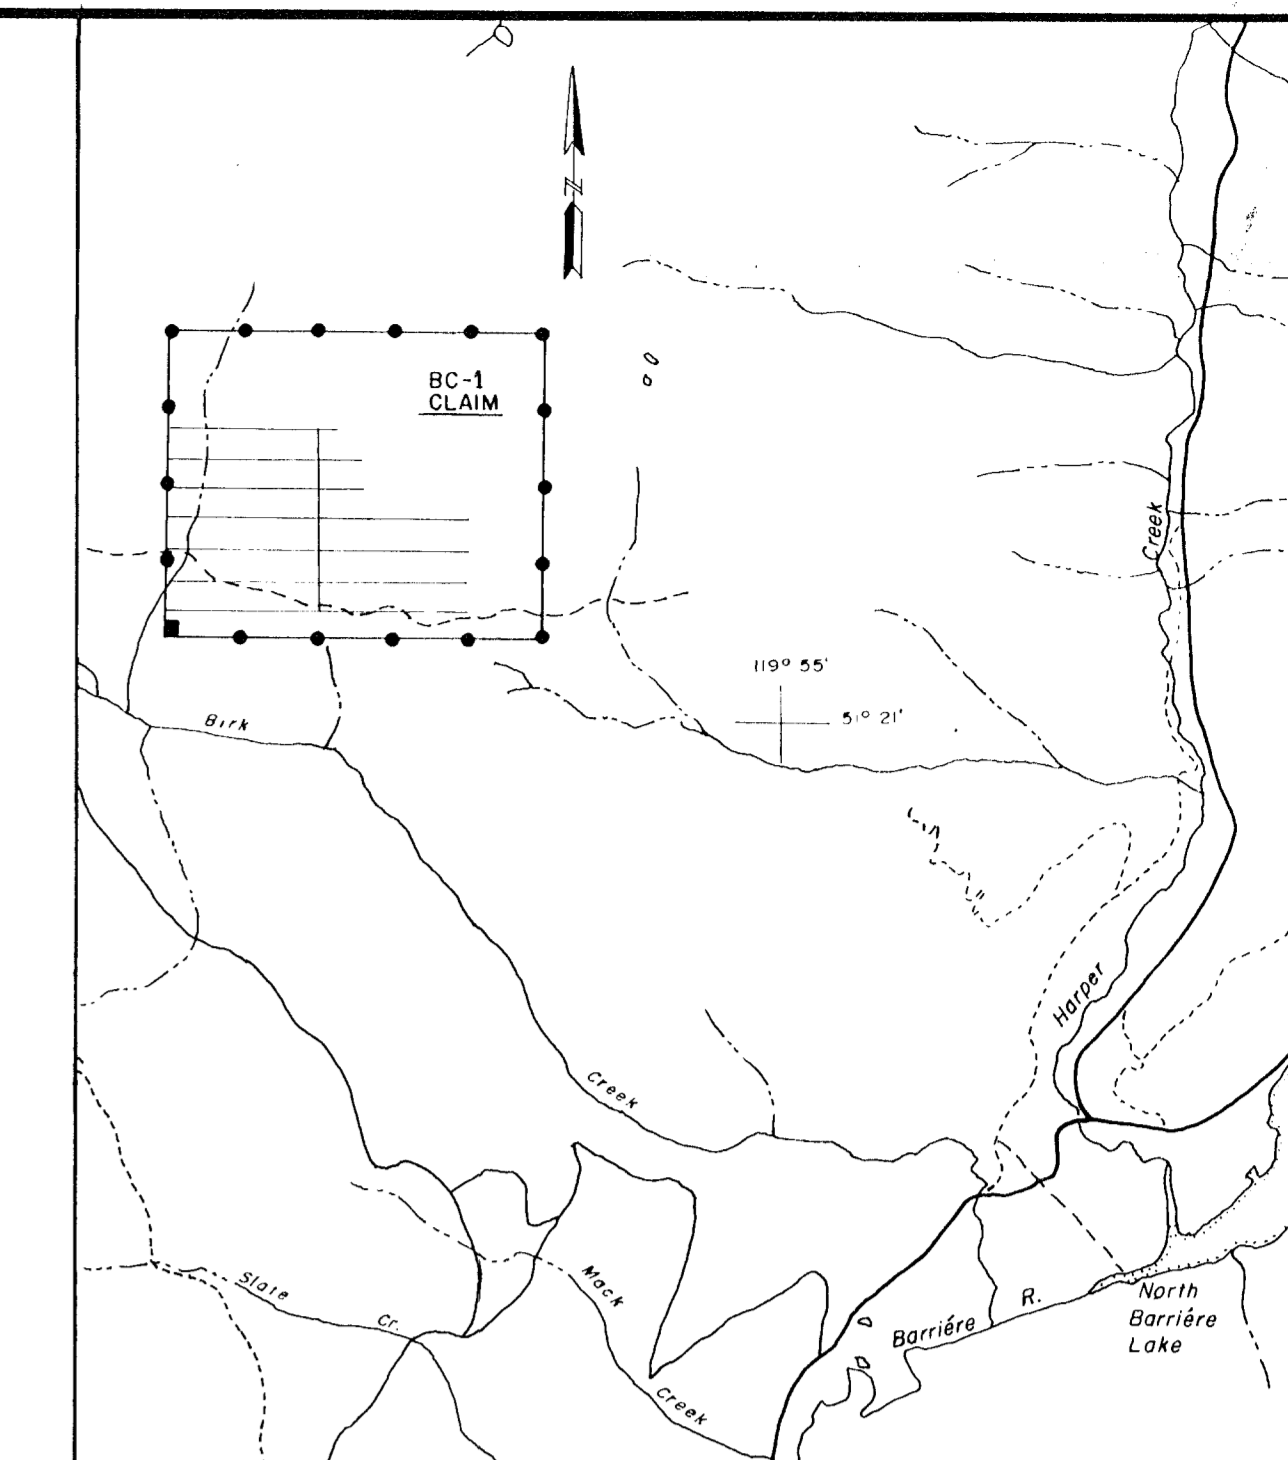 N
BC-1
CLAIM
Creek
119° 55'
51° 21'
Birk
Harper
Creek
Slate
Cr.
Mack
Creek
Barriére
R.
North
Barriére
Lake